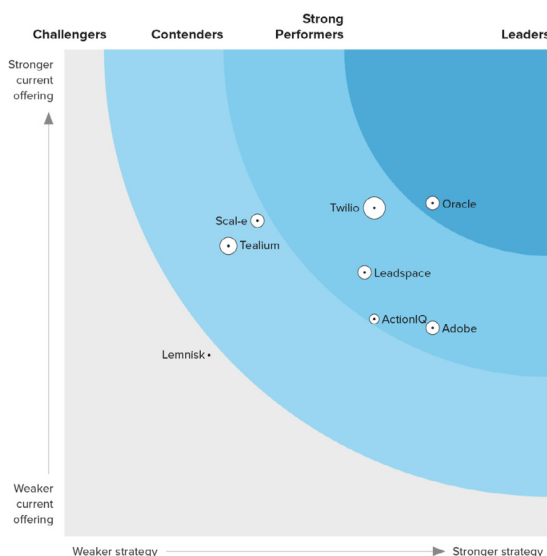 Challengers
Contenders
Strong
Performers
Leaders
Stronger
current
offering
Twilio
Oracle
Scal-e
Tealium
Leadspace
ActionIQ
Adobe
Lemnisk
Weaker
current
offering
Weaker strategy
Stronger strategy